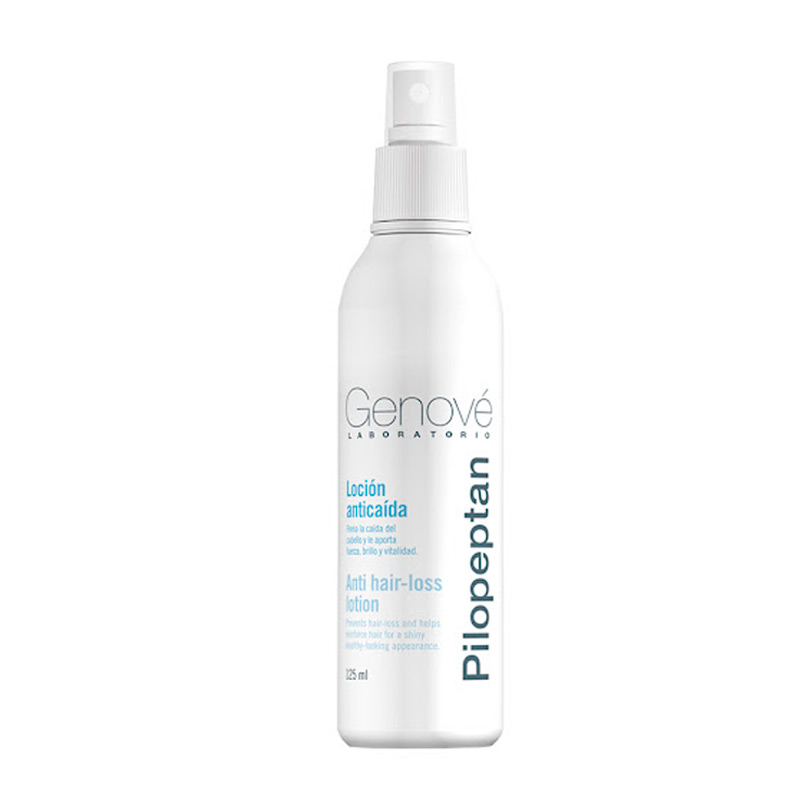 Genové
LABORATORIO
Pilopeptan
Loción
anticaída
Frena la caída del
cabello y le aporta
fuerza, brillo y vitalidad.
Anti hair-loss
lotion
Prevents hair-loss and helps
reinforce hair for a shiny
healthy-looking appearance.
125 ml